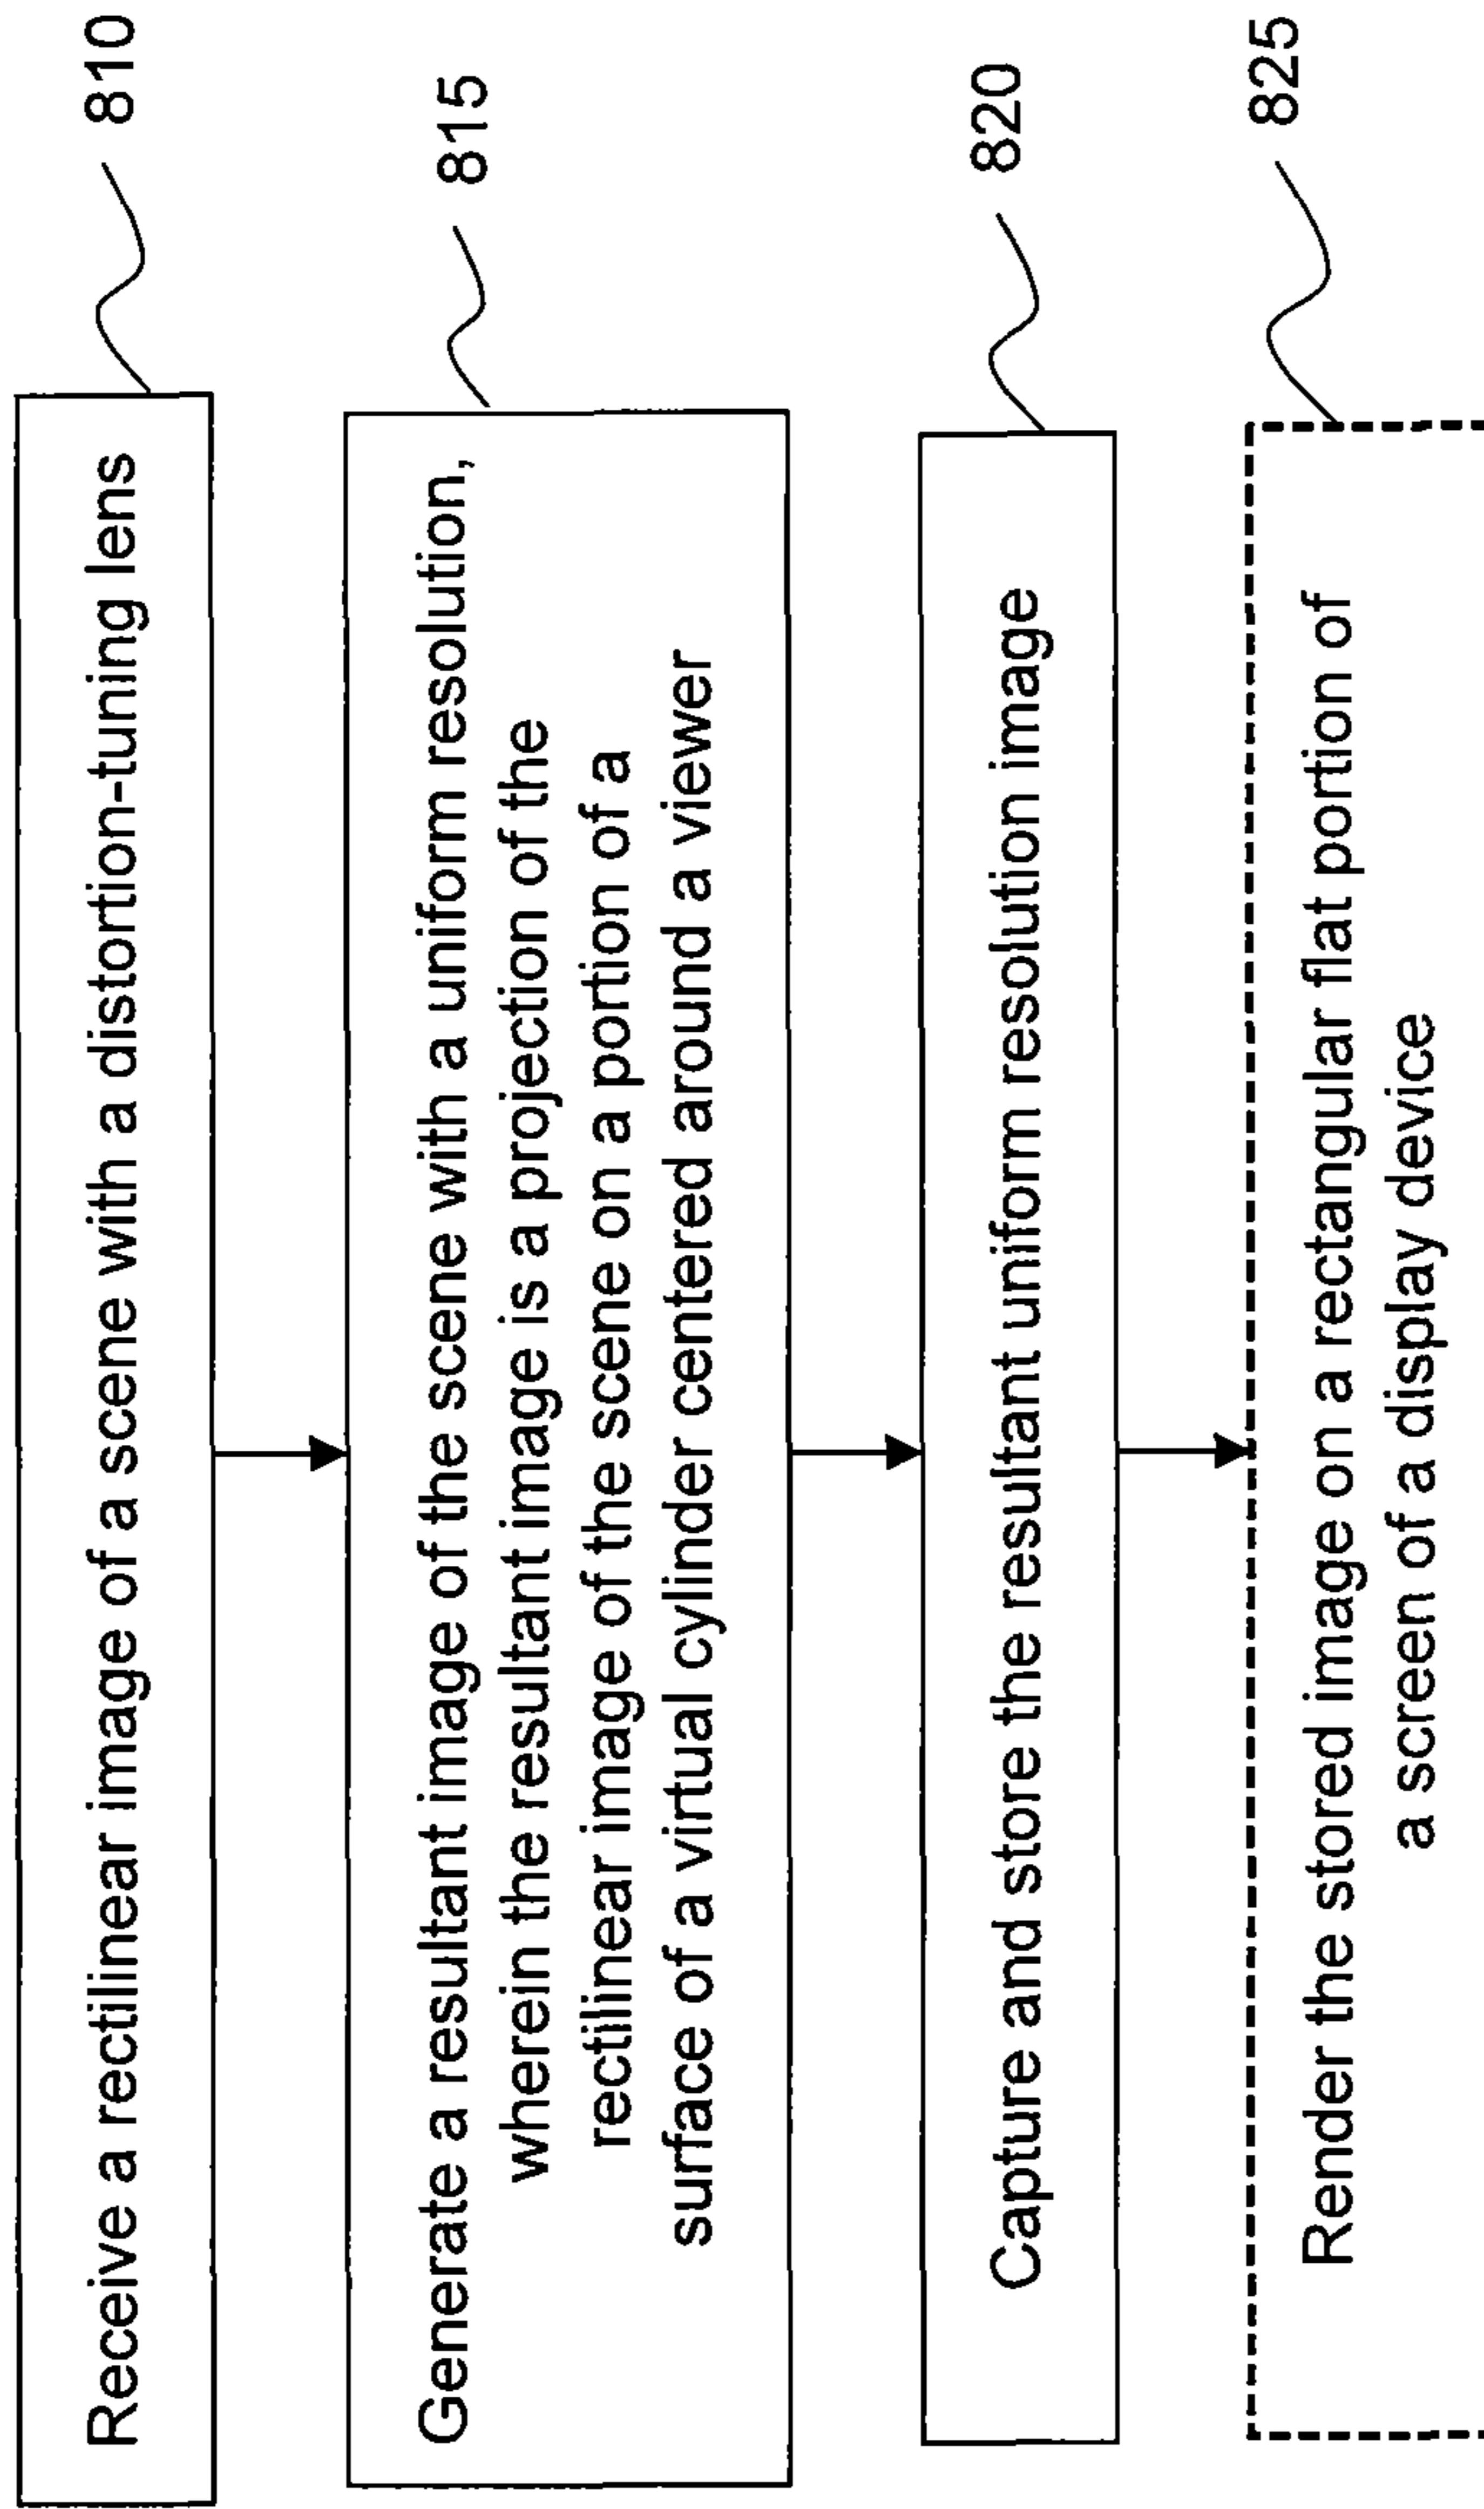 Receive a rectilinear image of a scene with a distortion-tuning lens
810
Generate a resultant image of the scene with a uniform resolution,
wherein the resultant image is a projection of the
rectilinear image of the scene on a portion of a
surface of a virtual cylinder centered around a viewer
815
Capture and store the resultant uniform resolution image
820
Render the stored image on a rectangular flat portion of
a screen of a display device
825